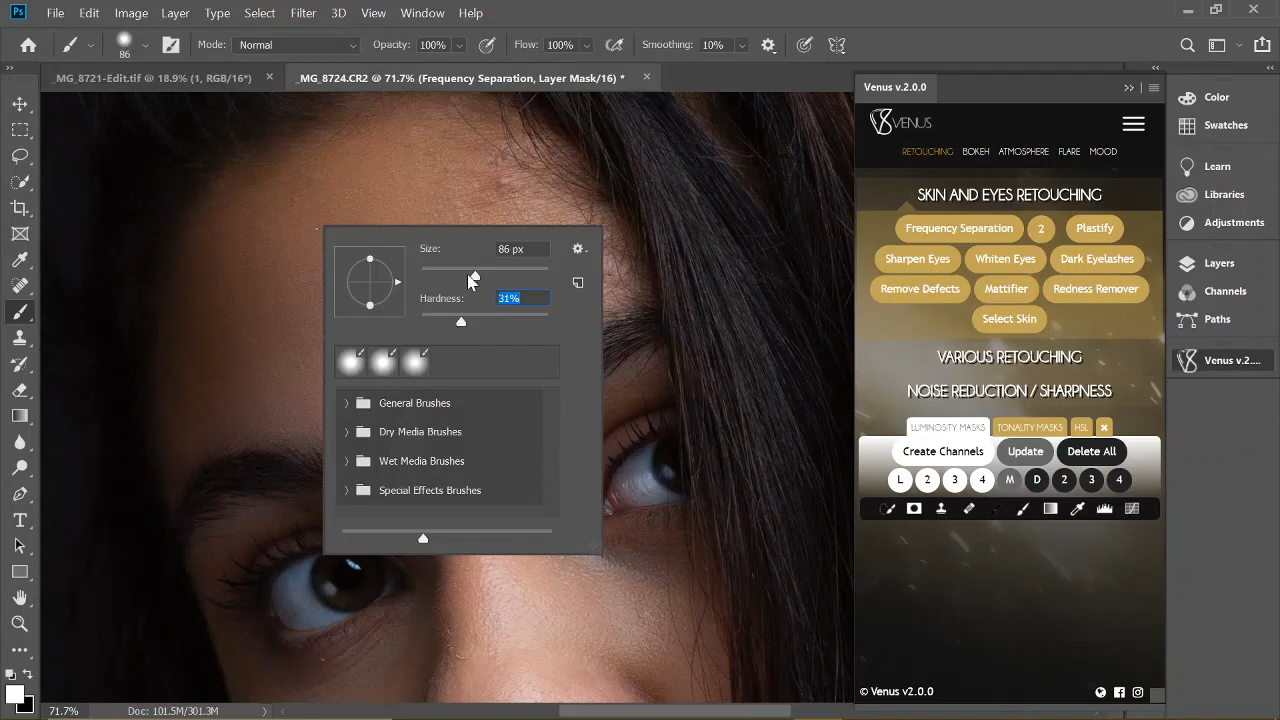 Ps File Edit Image Layer Type Select Filter 3D View Window Help
86 Mode: Normal Opacity: 100% Flow: 100% Smoothing: 10%
_MG_8721-Edit.tif @ 18.9% (1, RGB/16*) × _MG_8724.CR2 @ 71.7% (Frequency Separation, Layer Mask/16) * ×
Size: 86 px
Hardness: 31%
General Brushes
Dry Media Brushes
Wet Media Brushes
Special Effects Brushes
Venus v.2.0.0
VENUS
RETOUCHING BOKEH ATMOSPHERE FLARE MOOD
SKIN AND EYES RETOUCHING
Frequency Separation 2 Plastify
Sharpen Eyes Whiten Eyes Dark Eyelashes
Remove Defects Mattifier Redness Remover
Select Skin
VARIOUS RETOUCHING
NOISE REDUCTION / SHARPNESS
LUMINOSITY MASKS TONALITY MASKS HSL ×
Create Channels Update Delete All
L 2 3 4 M D 2 3 4
© Venus v2.0.0
Color
Swatches
Learn
Libraries
Adjustments
Layers
Channels
Paths
Venus v.2....
71.7% Doc: 101.5M/301.3M